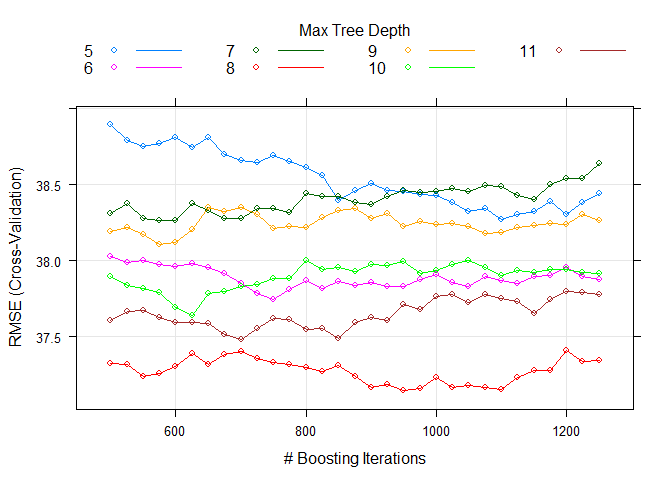 Max Tree Depth
5 7 9 11
6 8 10
RMSE (Cross-Validation)
38.5
38.0
37.5
600 800 1000 1200
# Boosting Iterations